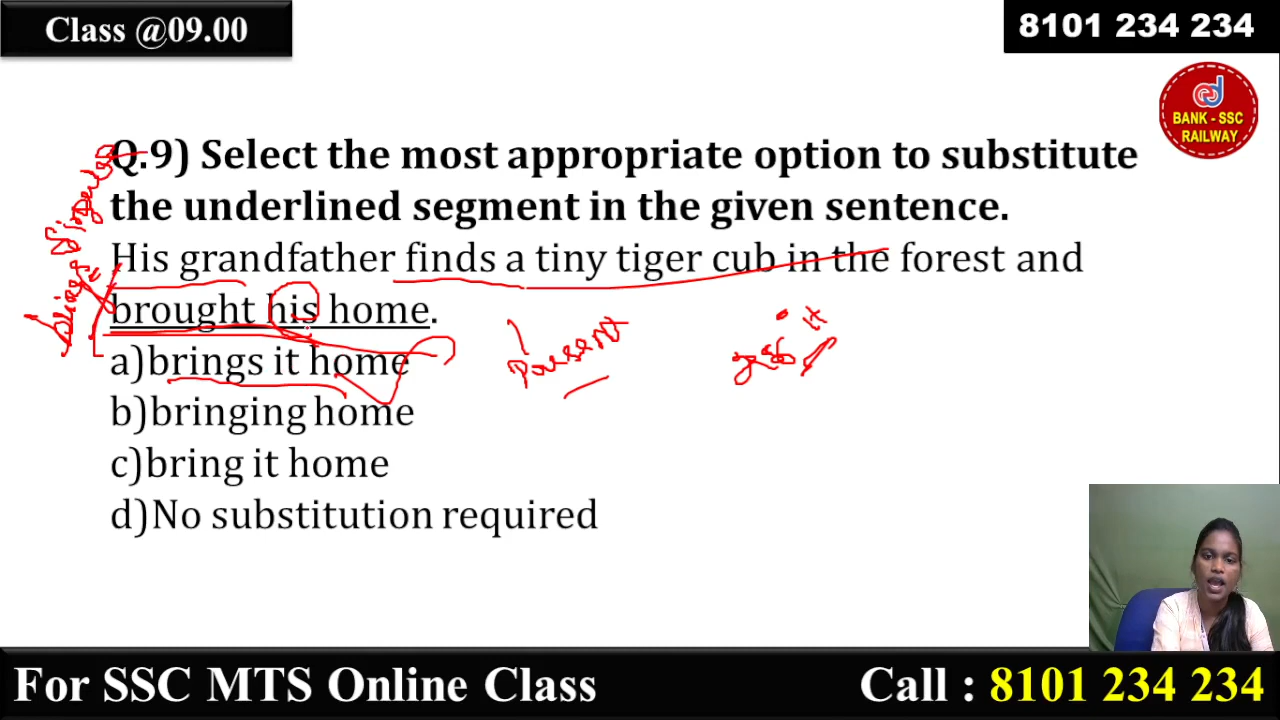 Class @09.00
8101 234 234
BANK - SSC
RAILWAY
Q.9) Select the most appropriate option to substitute
the underlined segment in the given sentence.
His grandfather finds a tiny tiger cub in the forest and
brought his home.
a)brings it home
b)bringing home
c)bring it home
d)No substitution required
Present
it
For SSC MTS Online Class
Call : 8101 234 234